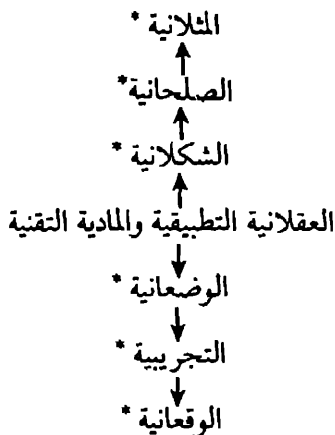 المثلانية *
الصلحانية *
الشكلانية *
العقلانية التطبيقية والمادية التقنية
الوضعانية *
التجريبية *
الوقعانية *